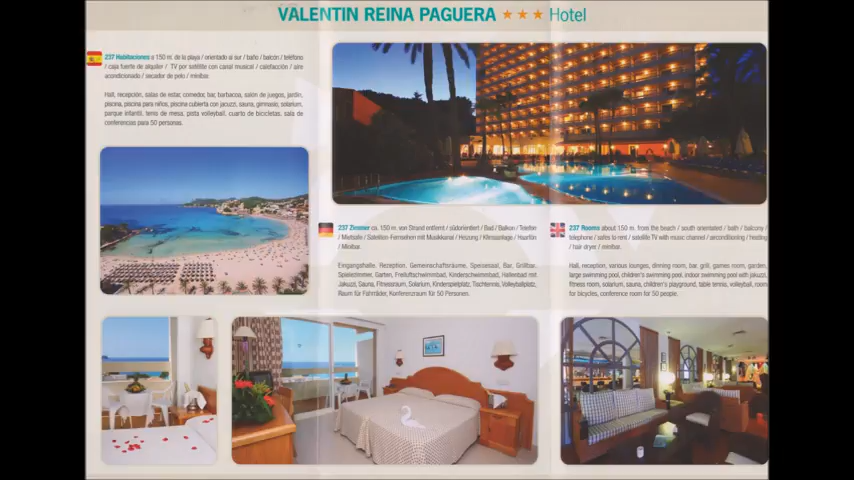 VALENTIN REINA PAGUERA ★ ★ ★ Hotel
237 Habitaciones a 150 m. de la playa / orientado al sur / baño / balcón / teléfono
/ caja fuerte de alquiler / TV por satélite con canal musical / calefacción / aire
acondicionado / secador de pelo / minibar.
Hall, recepción, salas de estar, comedor, bar, barbacoa, salón de juegos, jardín,
piscina, piscina para niños, piscina cubierta con jacuzzi, sauna, gimnasio, solarium,
parque infantil, tenis de mesa, pista volleyball, cuarto de bicicletas, sala de
conferencias para 50 personas.
237 Zimmer ca. 150 m. von Strand entfernt / südorientiert / Bad / Balkon / Telefon
/ Mietsafe / Satelliten-Fernsehen mit Musikkanal / Heizung / Klimaanlage / Haarfön
/ Minibar.
Eingangshalle, Reception, Gemeinschaftsräume, Speisesaal, Bar, Grillbar,
Spielzimmer, Garten, Freiluftschwimmbad, Kinderschwimmbad, Hallenbad mit
Jakuzzi, Sauna, Fitnessraum, Solarium, Kinderspielplatz, Tischtennis, Volleyballplatz,
Raum für Fahrräder, Konferenzraum für 50 Personen.
237 Rooms about 150 m. from the beach / south orientated / bath / balcony /
telephone / safes to rent / satellite TV with music channel / airconditioning / heating
/ hair dryer / minibar.
Hall, reception, various lounges, dinning room, bar, grill, games room, garden,
large swimming pool, children's swimming pool, indoor swimming pool with jakuzzi,
fitness room, solarium, sauna, children's playground, table tennis, volleyball, room
for bicycles, conference room for 50 people.